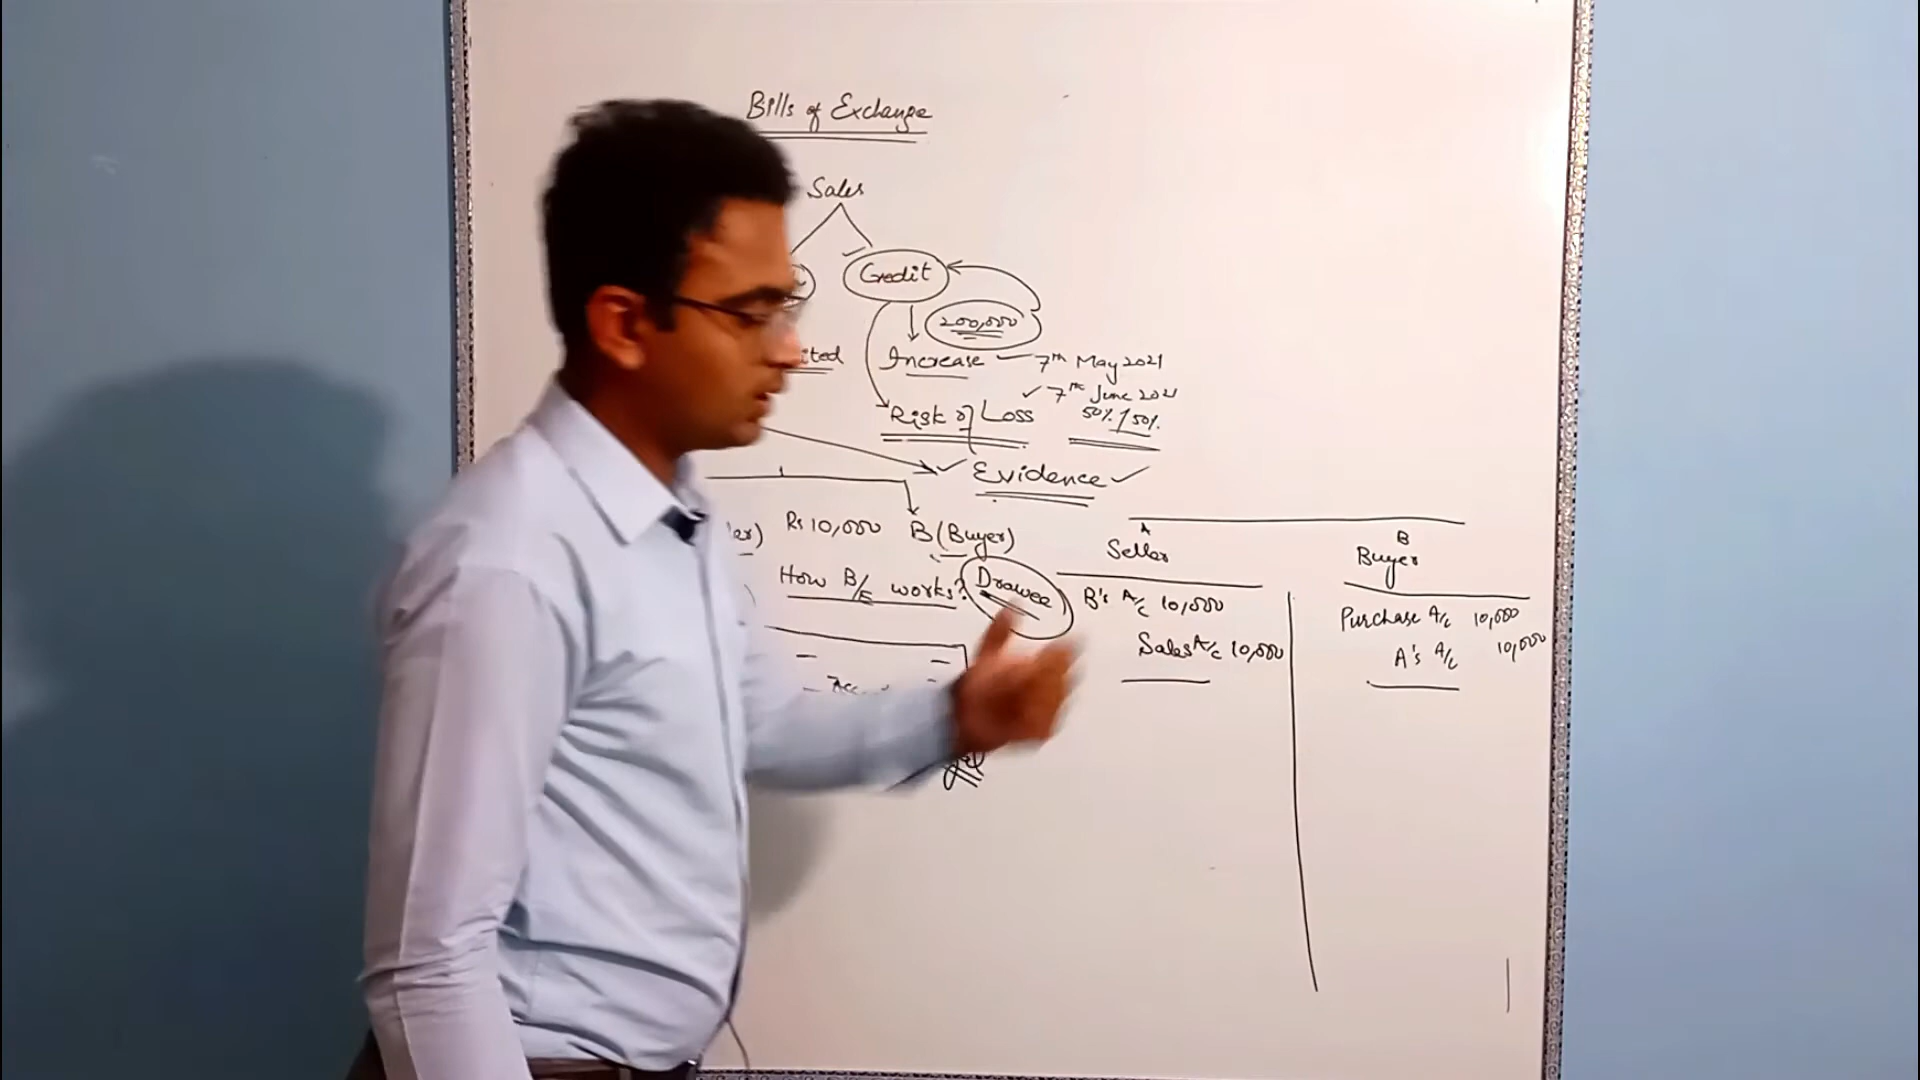 Bills of Exchange
Sales
Credit
200,000
Increase
7th May 2021
7th June 2021
Risk of Loss
50% / 50%
Evidence
Rs 10,000
B (Buyer)
How B/E works?
Drawee
A
Seller
B
Buyer
B's A/c 10,000
Sales A/c 10,000
Purchase A/c 10,000
A's A/c 10,000